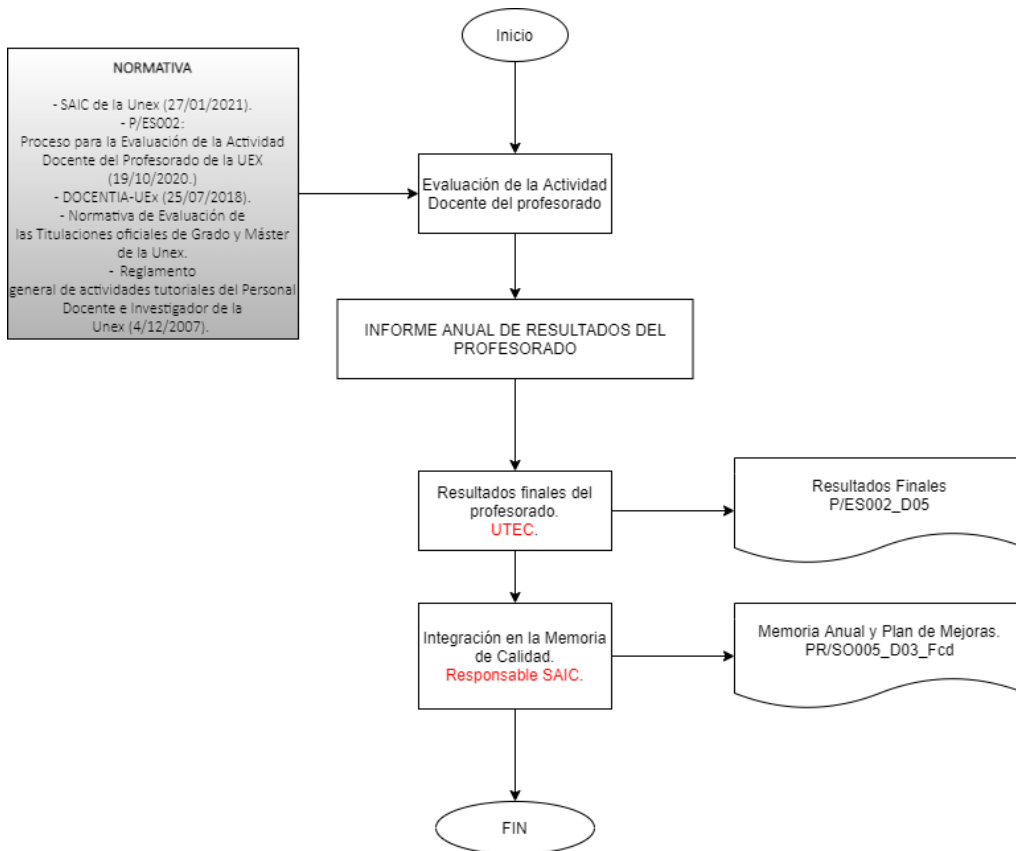 Inicio
NORMATIVA
- SAIC de la Unex (27/01/2021).
- P/ES002:
Proceso para la Evaluación de la Actividad
Docente del Profesorado de la UEX
(19/10/2020.)
- DOCENTIA-UEx (25/07/2018).
- Normativa de Evaluación de
las Titulaciones oficiales de Grado y Máster
de la Unex.
- Reglamento
general de actividades tutoriales del Personal
Docente e Investigador de la
Unex (4/12/2007).
Evaluación de la Actividad
Docente del profesorado
INFORME ANUAL DE RESULTADOS DEL
PROFESORADO
Resultados finales del
profesorado.
UTEC.
Resultados Finales
P/ES002_D05
Integración en la Memoria
de Calidad.
Responsable SAIC.
Memoria Anual y Plan de Mejoras.
PR/SO005_D03_Fcd
FIN